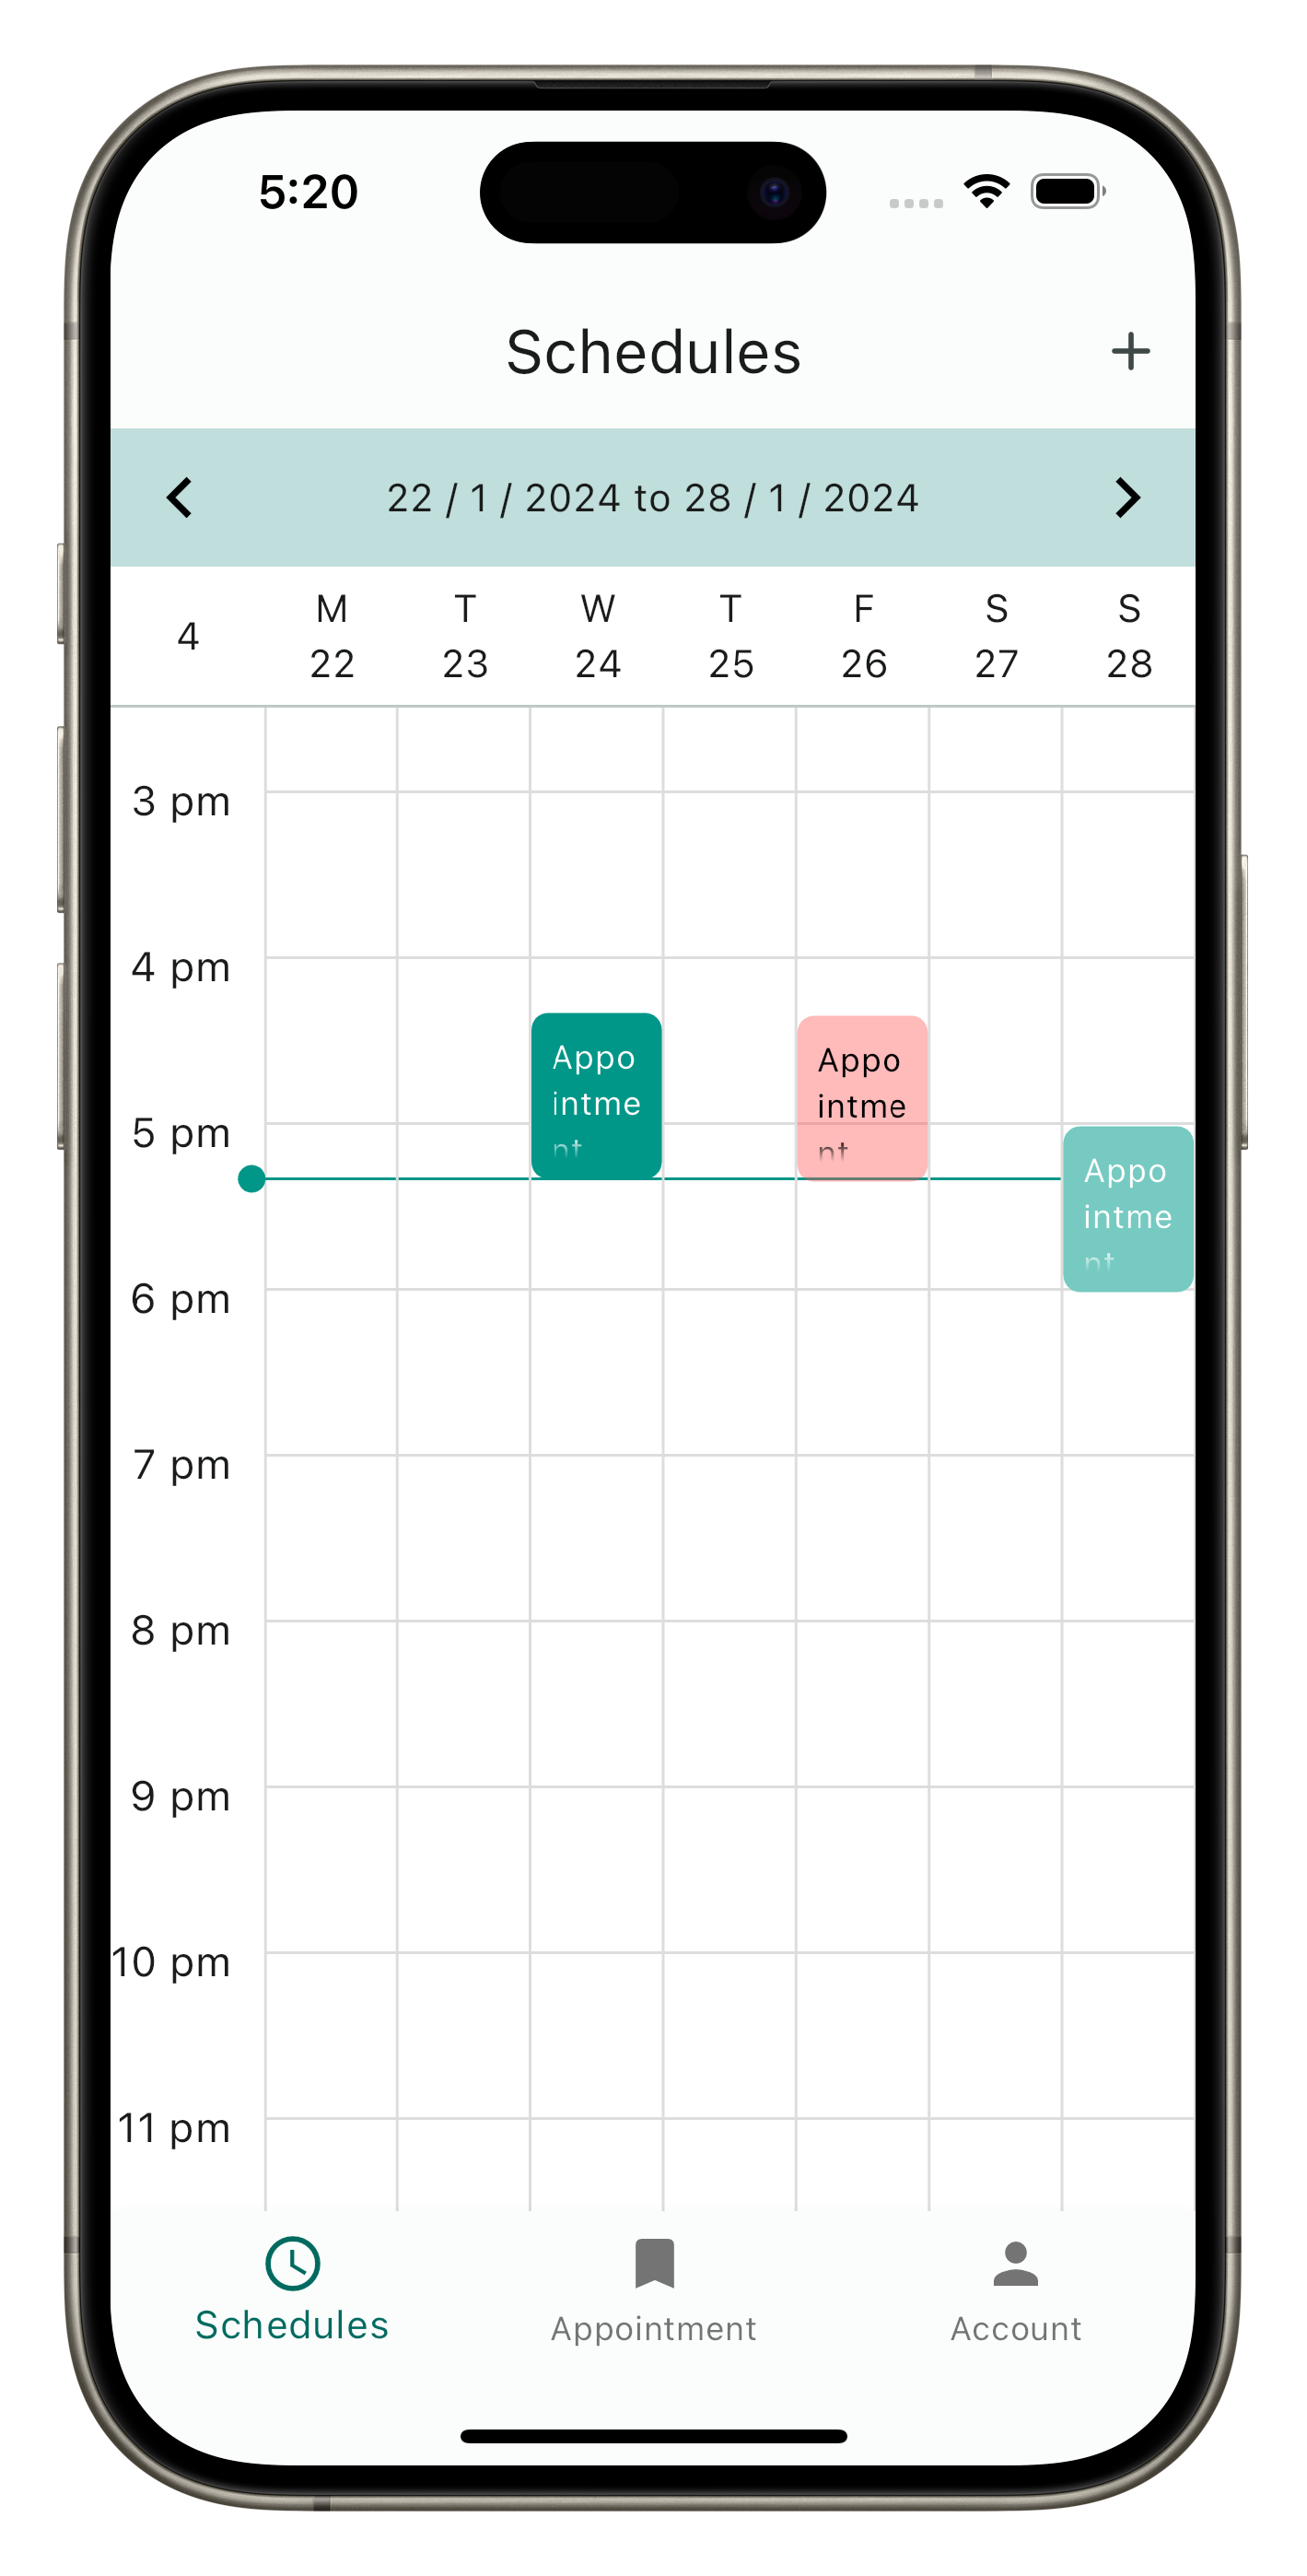 5:20
Schedules
22 / 1 / 2024 to 28 / 1 / 2024
4
M T W T F S S
22 23 24 25 26 27 28
3 pm
4 pm
Appo
intme
nt
Appo
intme
nt
5 pm
Appo
intme
nt
6 pm
7 pm
8 pm
9 pm
10 pm
11 pm
Schedules
Appointment
Account